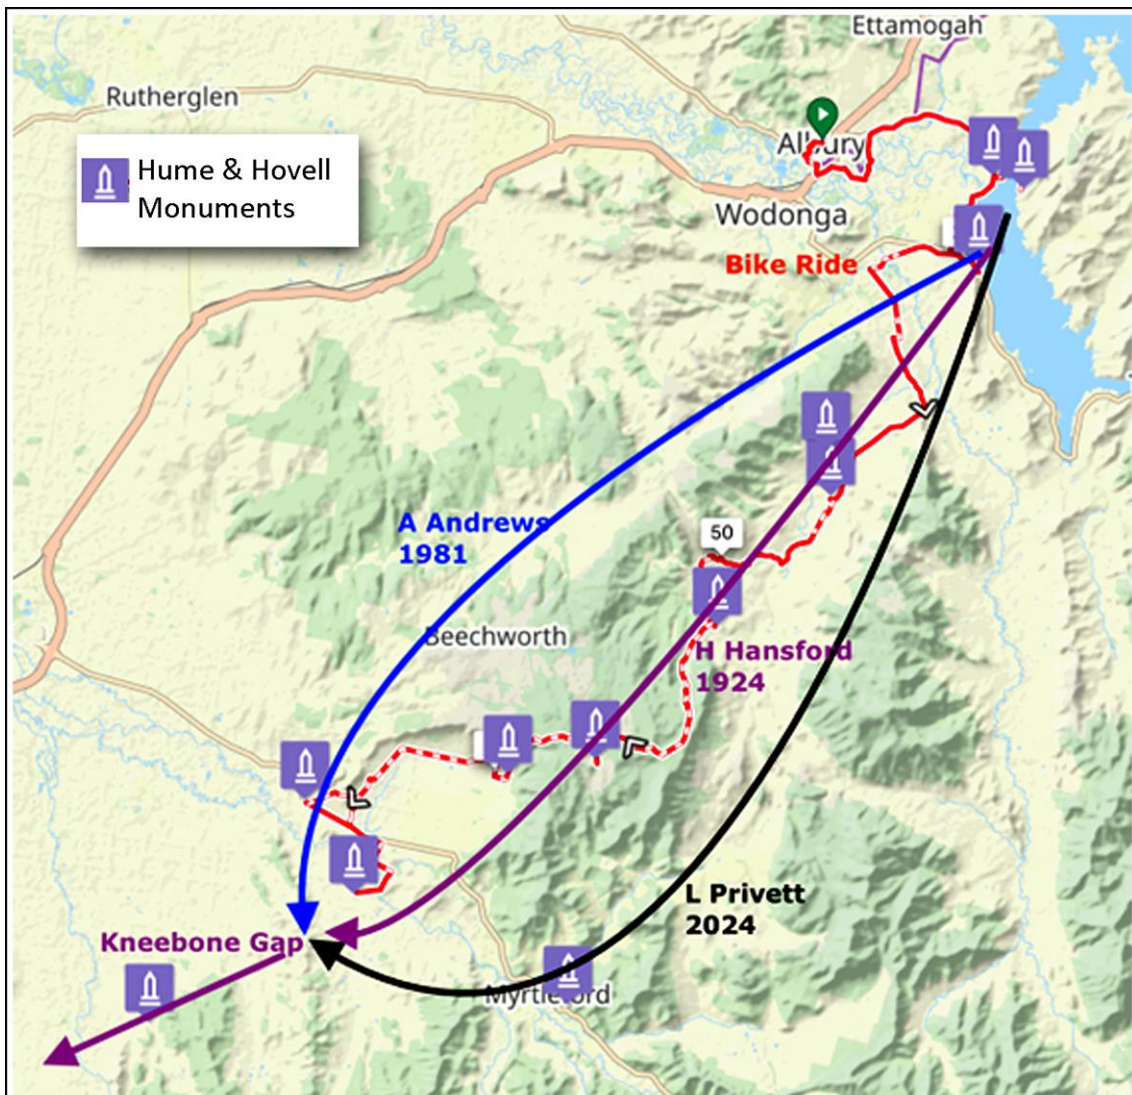 Ettamogah
Rutherglen
Albury
Hume & Hovell
Monuments
Wodonga
Bike Ride
A Andrews
1981
50
Beechworth
H Hansford
1924
L Privett
2024
Kneebone Gap
Myrtleford